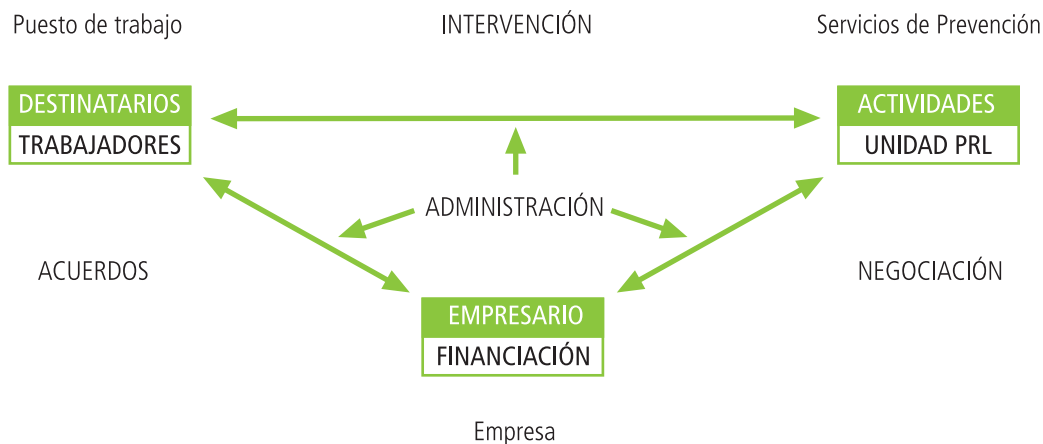 Puesto de trabajo
INTERVENCIÓN
Servicios de Prevención
DESTINATARIOS
TRABAJADORES
ACTIVIDADES
UNIDAD PRL
ADMINISTRACIÓN
ACUERDOS
NEGOCIACIÓN
EMPRESARIO
FINANCIACIÓN
Empresa